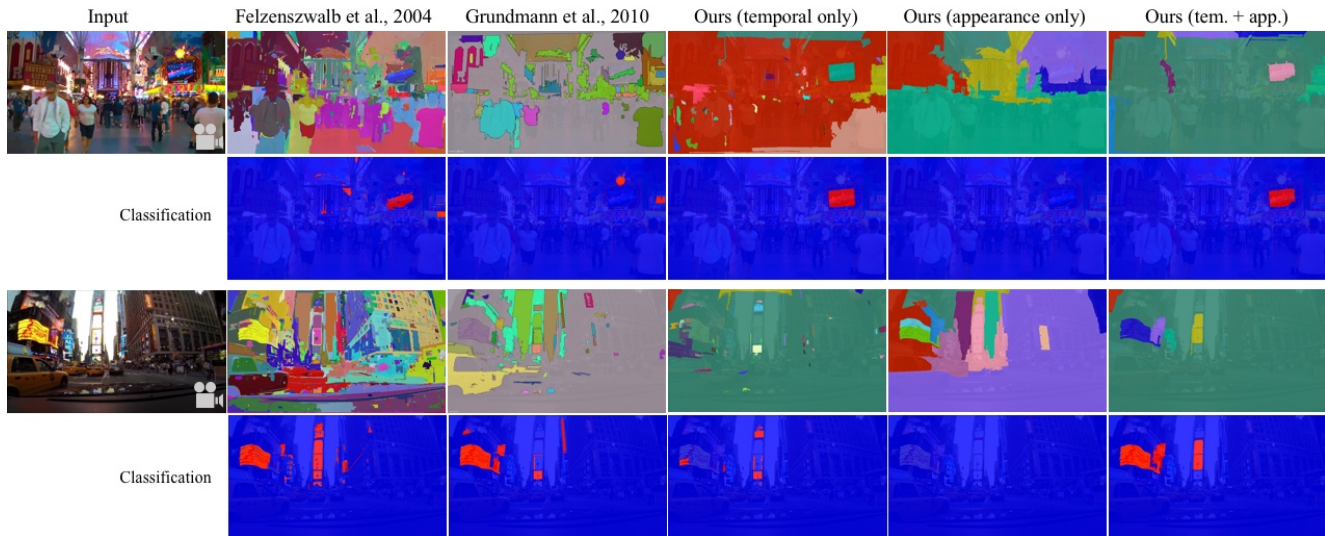 Input Felzenszwalb et al., 2004 Grundmann et al., 2010 Ours (temporal only) Ours (appearance only) Ours (tem. + app.)
Classification
Classification